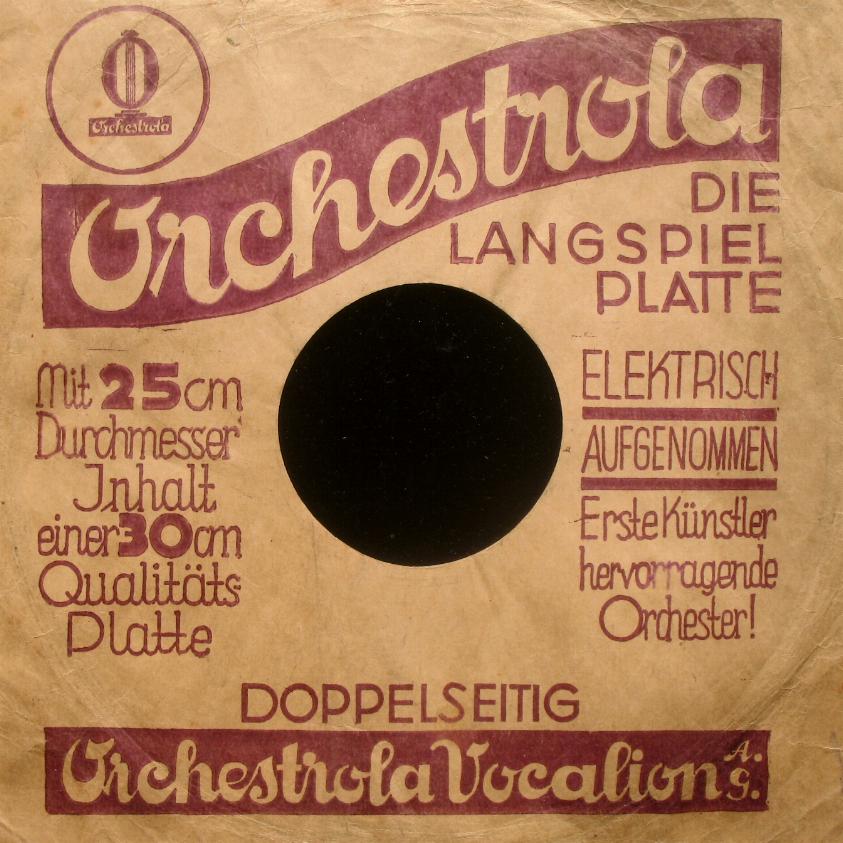 Orchestrola
Orchestrola
DIE
LANGSPIEL
PLATTE
Mit 25 cm
Durchmesser
Inhalt
einer 30 cm
Qualitäts-
Platte
ELEKTRISCH
AUFGENOMMEN
Erste Künstler
hervorragende
Orchester!
DOPPELSEITIG
Orchestrola Vocalion A.G.